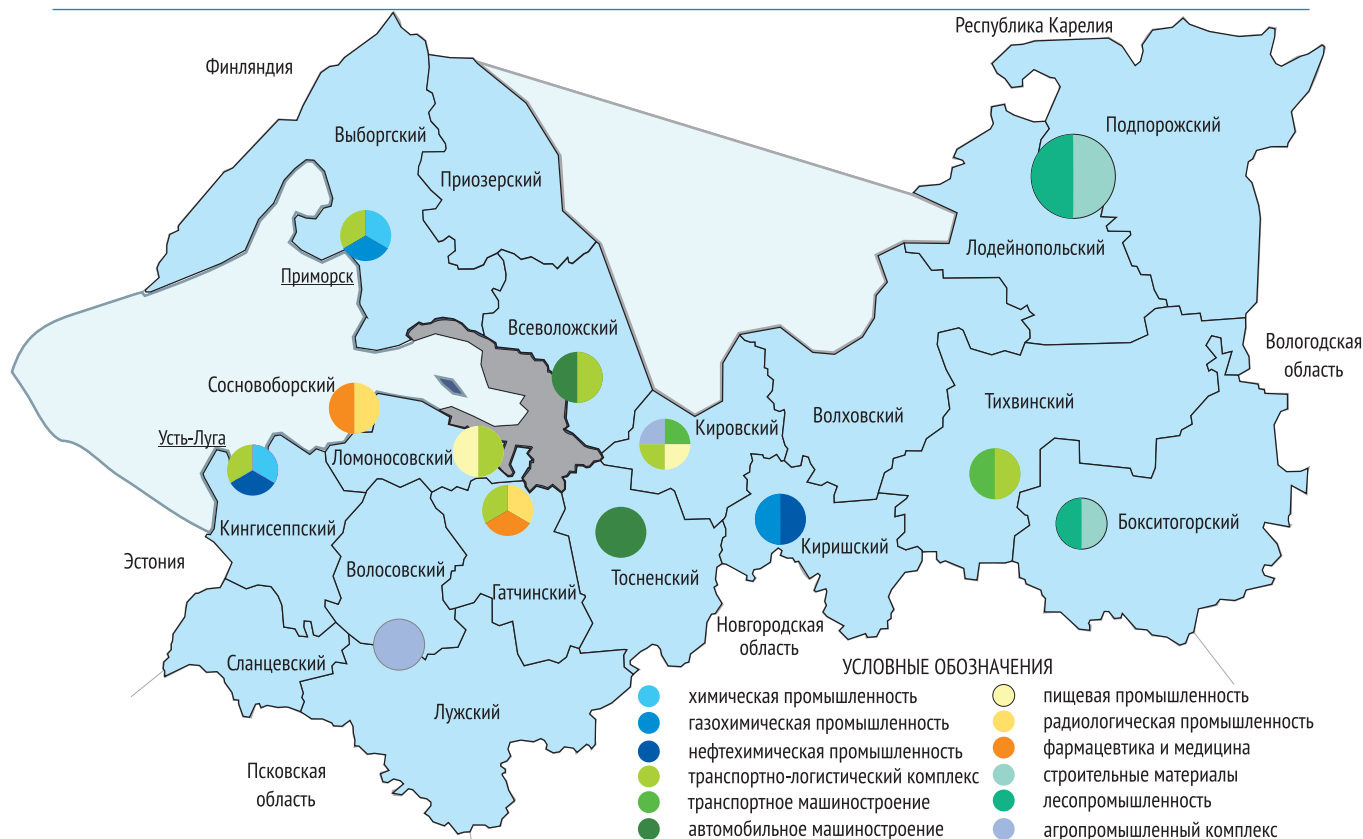 Республика Карелия
Финляндия
Выборгский
Подпорожский
Приозерский
Лодейнопольский
Приморск
Всеволожский
Вологодская
область
Сосновоборский
Тихвинский
Волховский
Кировский
Усть-Луга
Ломоносовский
Кингисеппский
Бокситогорский
Киришский
Эстония
Волосовский
Гатчинский
Тосненский
Новгородская
область
Сланцевский
Лужский
Псковская
область
УСЛОВНЫЕ ОБОЗНАЧЕНИЯ
химическая промышленность
газохимическая промышленность
нефтехимическая промышленность
транспортно-логистический комплекс
транспортное машиностроение
автомобильное машиностроение
пищевая промышленность
радиологическая промышленность
фармацевтика и медицина
строительные материалы
лесопромышленность
агропромышленный комплекс